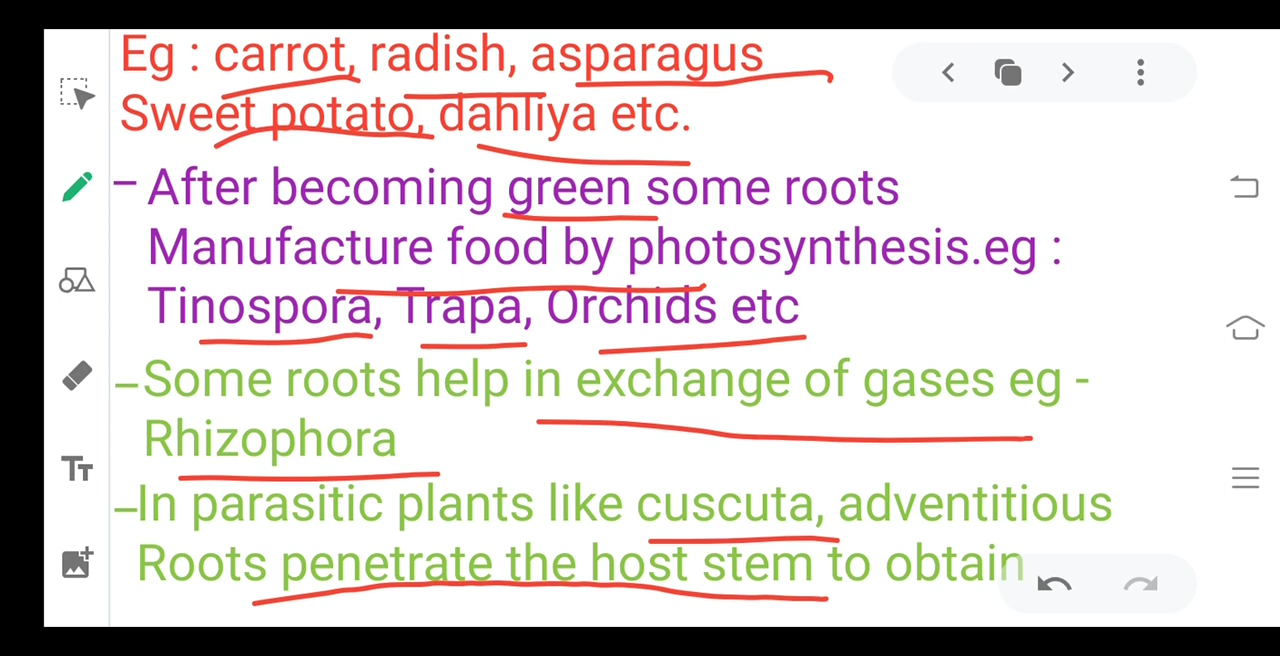 Eg : carrot, radish, asparagus
Sweet potato, dahliya etc.
– After becoming green some roots
Manufacture food by photosynthesis.eg :
Tinospora, Trapa, Orchids etc
–Some roots help in exchange of gases eg -
Rhizophora
–In parasitic plants like cuscuta, adventitious
Roots penetrate the host stem to obtain
TT